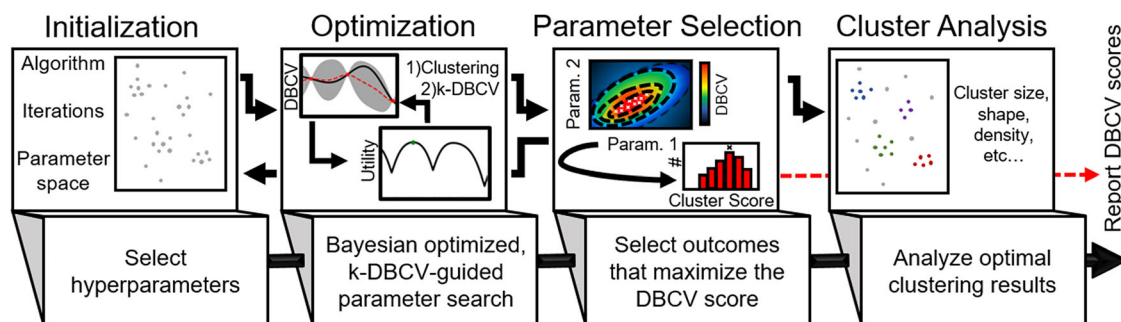 Initialization
Algorithm
Iterations
Parameter
space
Select
hyperparameters
Optimization
DBCV
1)Clustering
2)k-DBCV
Utility
Bayesian optimized,
k-DBCV-guided
parameter search
Parameter Selection
Param. 2
DBCV
Param. 1
#
x
Cluster Score
Select outcomes
that maximize the
DBCV score
Cluster Analysis
Cluster size,
shape,
density,
etc...
Analyze optimal
clustering results
Report DBCV scores